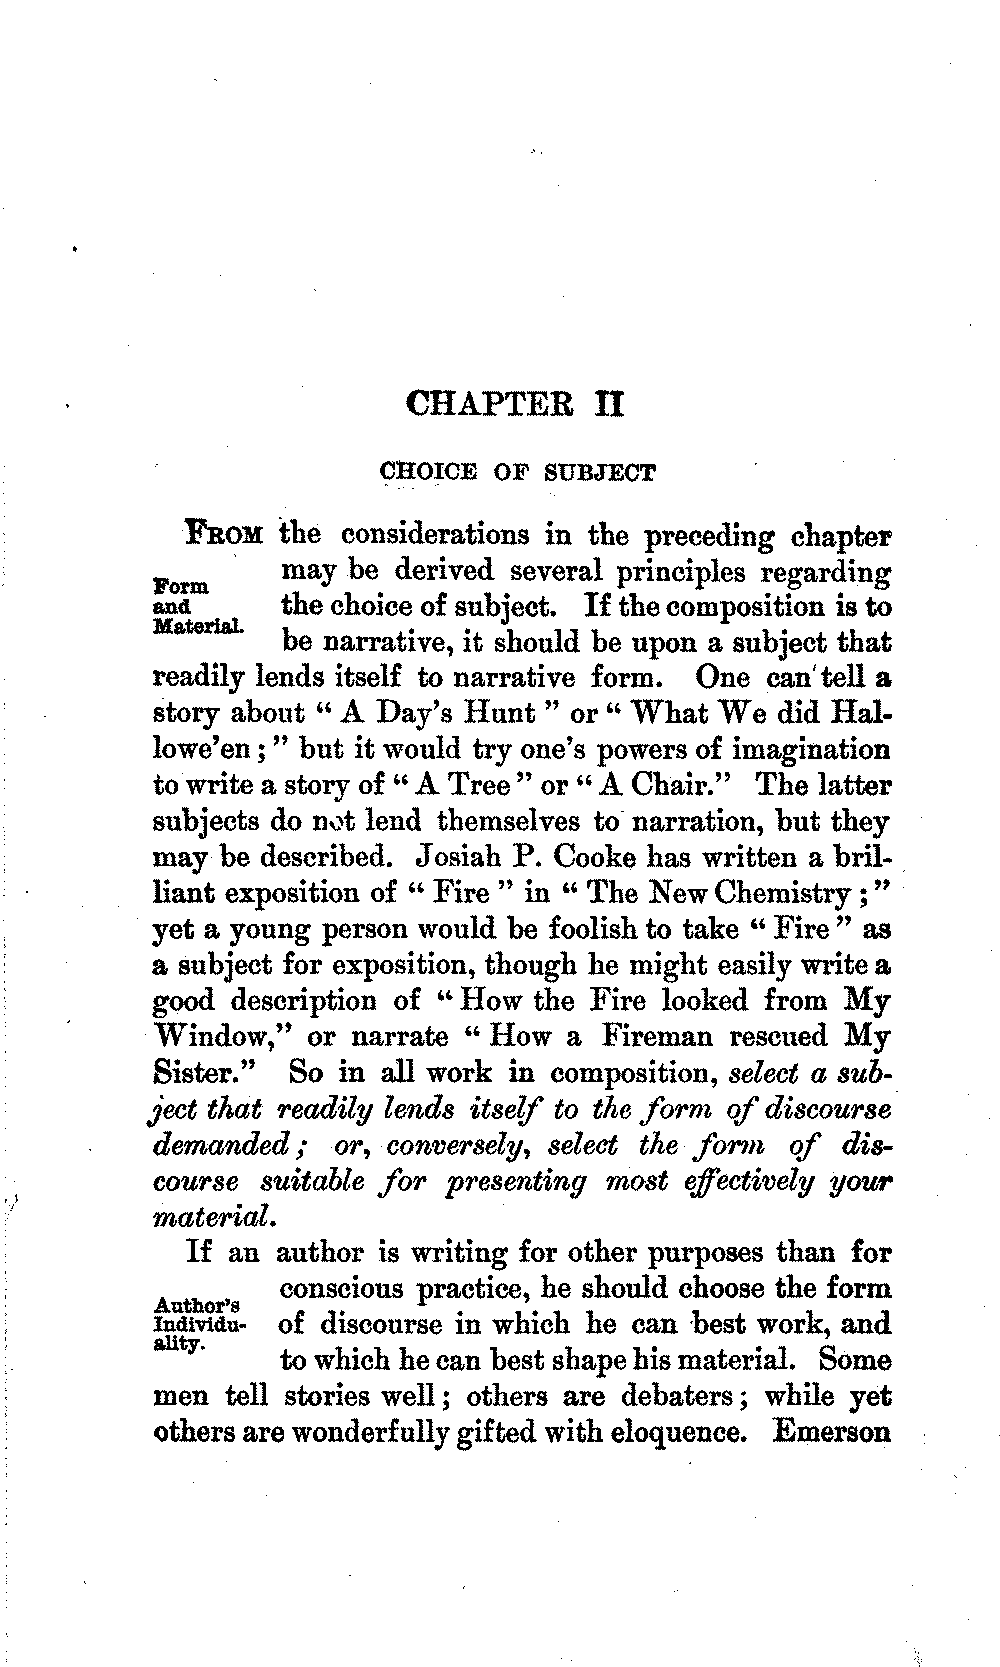 CHAPTER II
CHOICE OF SUBJECT
FROM the considerations in the preceding chapter
may be derived several principles regarding
Form
and
Material.
the choice of subject. If the composition is to
be narrative, it should be upon a subject that
readily lends itself to narrative form. One can tell a
story about “ A Day’s Hunt ” or “ What We did Hal-
lowe’en ; ” but it would try one’s powers of imagination
to write a story of “ A Tree ” or “ A Chair.” The latter
subjects do not lend themselves to narration, but they
may be described. Josiah P. Cooke has written a bril-
liant exposition of “ Fire ” in “ The New Chemistry ; ”
yet a young person would be foolish to take “ Fire ” as
a subject for exposition, though he might easily write a
good description of “ How the Fire looked from My
Window,” or narrate “ How a Fireman rescued My
Sister.” So in all work in composition, select a sub-
ject that readily lends itself to the form of discourse
demanded ; or, conversely, select the form of dis-
course suitable for presenting most effectively your
material.
If an author is writing for other purposes than for
conscious practice, he should choose the form
Author’s
Individu-
ality.
of discourse in which he can best work, and
to which he can best shape his material. Some
men tell stories well ; others are debaters ; while yet
others are wonderfully gifted with eloquence. Emerson